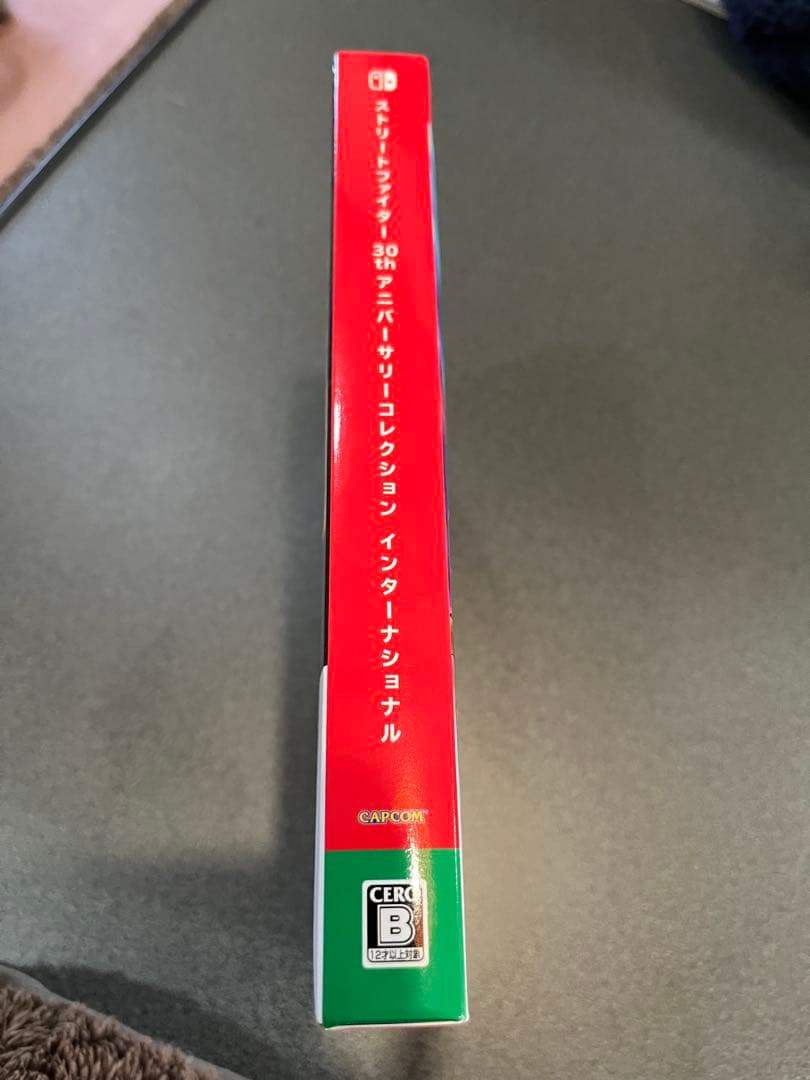 ストリートファイター 30th アニバーサリーコレクション インターナショナル
CAPCOM
CERO
B
12才以上対象